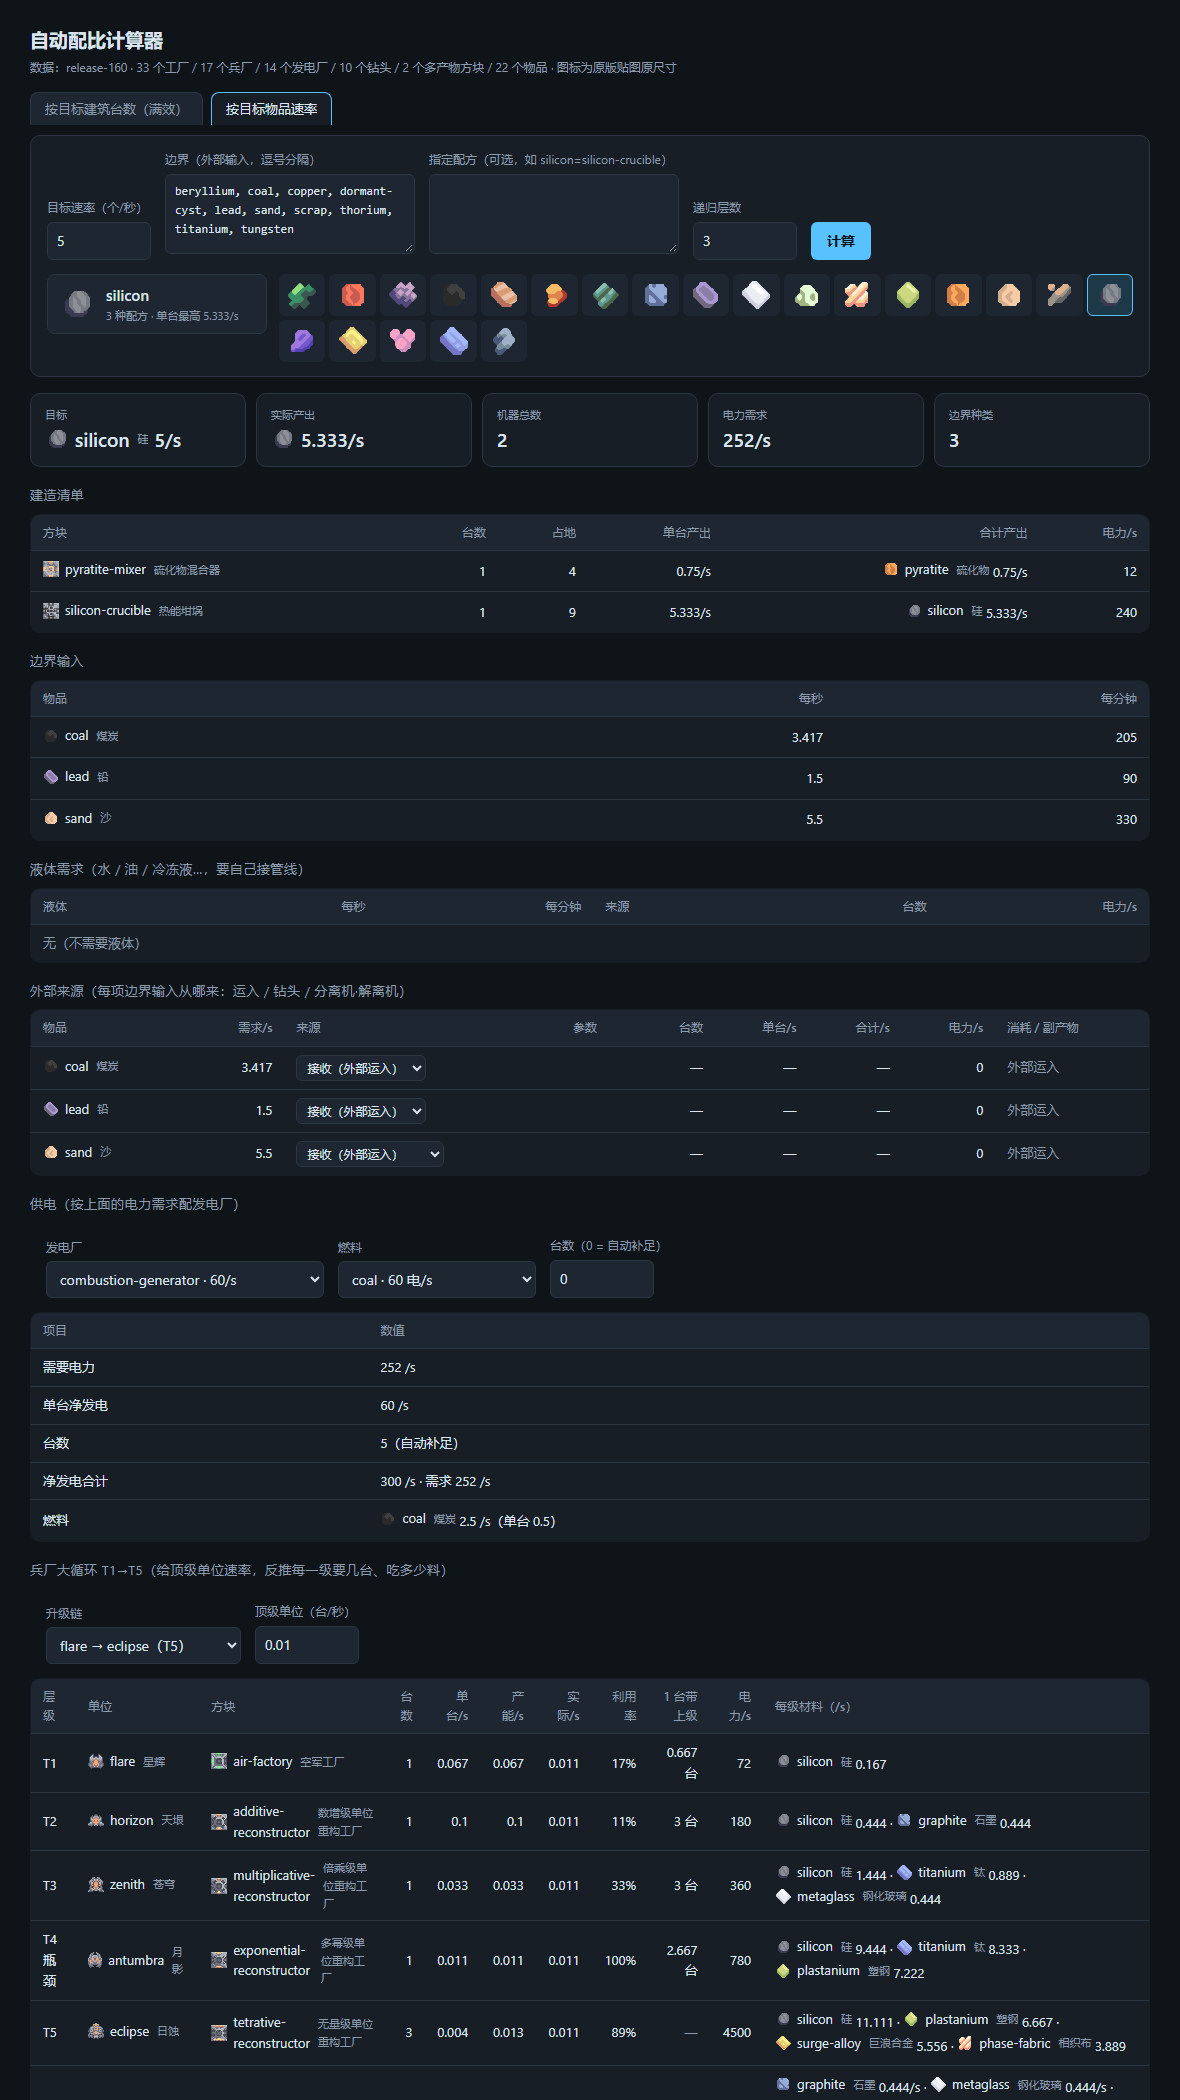 自动配比计算器
数据：release-160 · 33 个工厂 / 17 个兵厂 / 14 个发电厂 / 10 个钻头 / 2 个多产物方块 / 22 个物品 · 图标为原版贴图原尺寸
按目标建筑台数（满效） 按目标物品速率
边界（外部输入，逗号分隔） 指定配方（可选，如 silicon=silicon-crucible）
目标速率（个/秒） 递归层数
beryllium, coal, copper, dormant-
cyst, lead, sand, scrap, thorium,
titanium, tungsten
5 3 计算
silicon
3 种配方 · 单台最高 5.333/s
目标 实际产出 机器总数 电力需求 边界种类
silicon 硅 5/s 5.333/s 2 252/s 3
建造清单
方块 台数 占地 单台产出 合计产出 电力/s
pyratite-mixer 硫化物混合器 1 4 0.75/s pyratite 硫化物 0.75/s 12
silicon-crucible 热能坩埚 1 9 5.333/s silicon 硅 5.333/s 240
边界输入
物品 每秒 每分钟
coal 煤炭 3.417 205
lead 铅 1.5 90
sand 沙 5.5 330
液体需求（水 / 油 / 冷冻液…，要自己接管线）
液体 每秒 每分钟 来源 台数 电力/s
无（不需要液体）
外部来源（每项边界输入从哪来：运入 / 钻头 / 分离机·解离机）
物品 需求/s 来源 参数 台数 单台/s 合计/s 电力/s 消耗 / 副产物
coal 煤炭 3.417 接收（外部运入） — — — 0 外部运入
lead 铅 1.5 接收（外部运入） — — — 0 外部运入
sand 沙 5.5 接收（外部运入） — — — 0 外部运入
供电（按上面的电力需求配发电厂）
发电厂 燃料 台数（0 = 自动补足）
combustion-generator · 60/s coal · 60 电/s 0
项目 数值
需要电力 252 /s
单台净发电 60 /s
台数 5（自动补足）
净发电合计 300 /s · 需求 252 /s
燃料 coal 煤炭 2.5 /s（单台 0.5）
兵厂大循环 T1→T5（给顶级单位速率，反推每一级要几台、吃多少料）
升级链 顶级单位（台/秒）
flare → eclipse（T5） 0.01
层级 单位 方块 台数 单台/s 产能/s 实际/s 利用率 1 台带上级 电力/s 每级材料（/s）
T1 flare 星辉 air-factory 空军工厂 1 0.067 0.067 0.011 17% 0.667 台 72 silicon 硅 0.167
T2 horizon 天垠 additive-reconstructor 数增级单位重构工厂 1 0.1 0.1 0.011 11% 3 台 180 silicon 硅 0.444 · graphite 石墨 0.444
T3 zenith 苍穹 multiplicative-reconstructor 倍乘级单位重构工厂 1 0.033 0.033 0.011 33% 3 台 360 silicon 硅 1.444 · titanium 钛 0.889 ·
metaglass 钢化玻璃 0.444
T4 瓶颈 antumbra 月影 exponential-reconstructor 多幂级单位重构工厂 1 0.011 0.011 0.011 100% 2.667 台 780 silicon 硅 9.444 · titanium 钛 8.333 ·
plastanium 塑钢 7.222
T5 eclipse 日蚀 tetrative-reconstructor 无量级单位重构工厂 3 0.004 0.013 0.011 89% — 4500 silicon 硅 11.111 · plastanium 塑钢 6.667 ·
surge-alloy 巨浪合金 5.556 · phase-fabric 相织布 3.889
graphite 石墨 0.444/s · metaglass 钢化玻璃 0.444/s ·